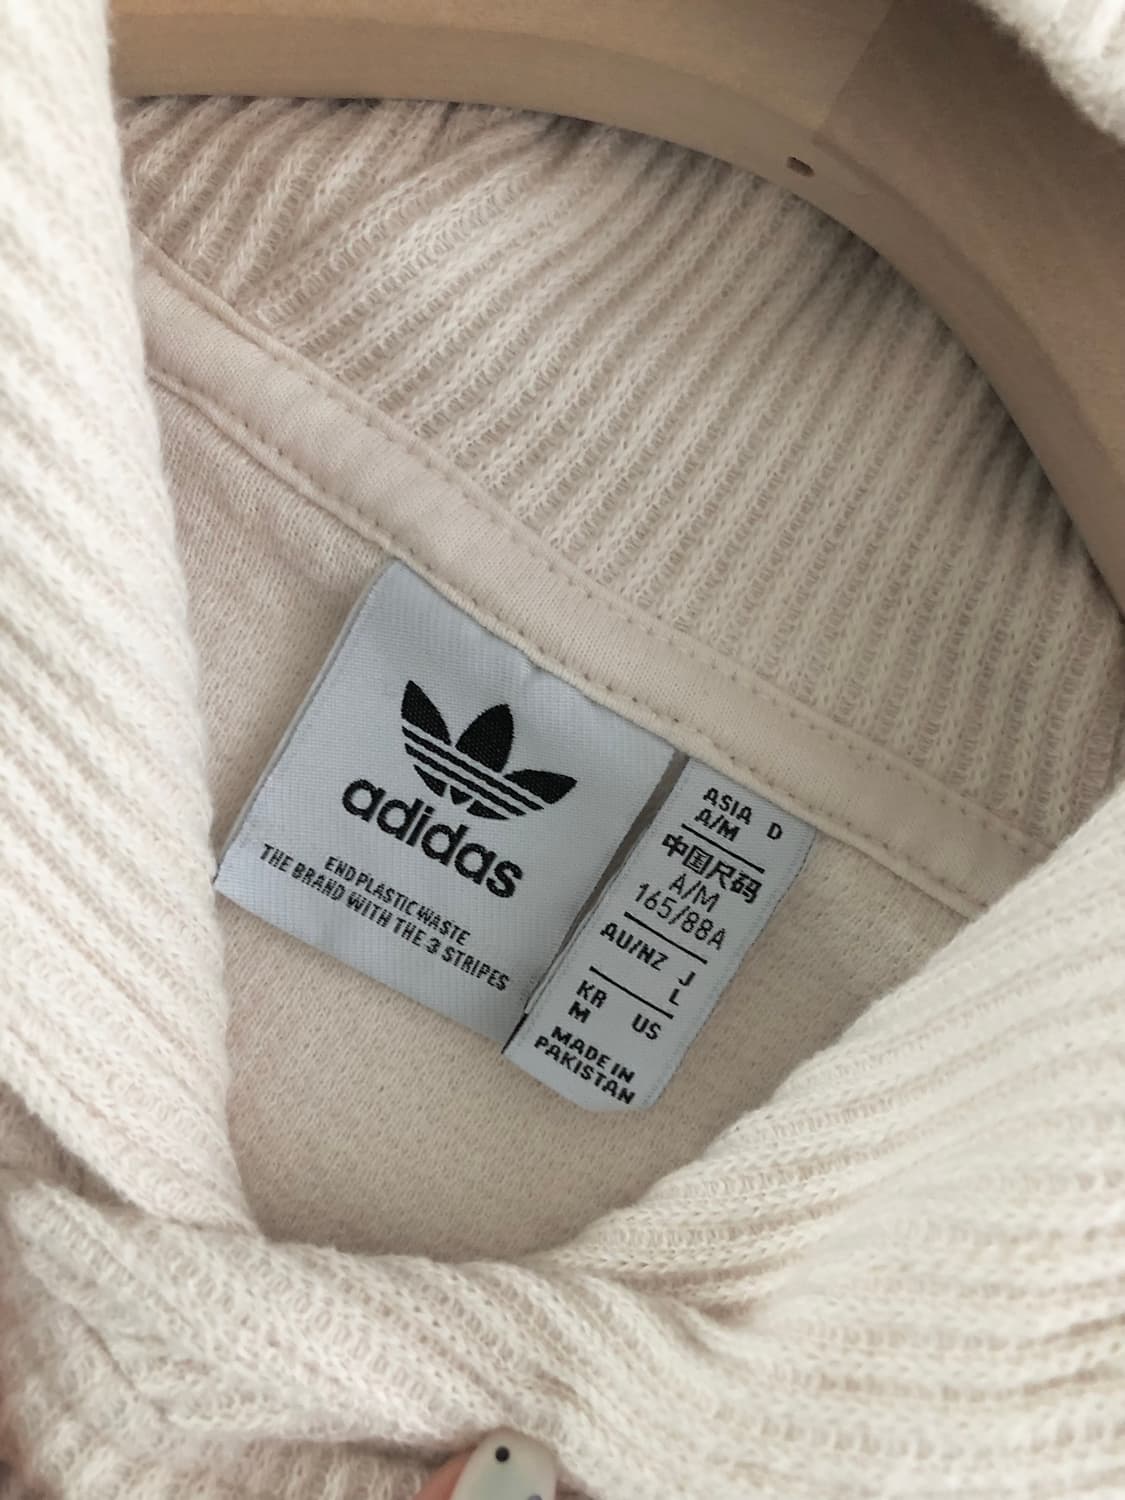 adidas
END PLASTIC WASTE
THE BRAND WITH THE 3 STRIPES
ASIA D
A/M
中国尺码
A/M
165/88A
AU/NZ J
L
KR US
M
MADE IN
PAKISTAN